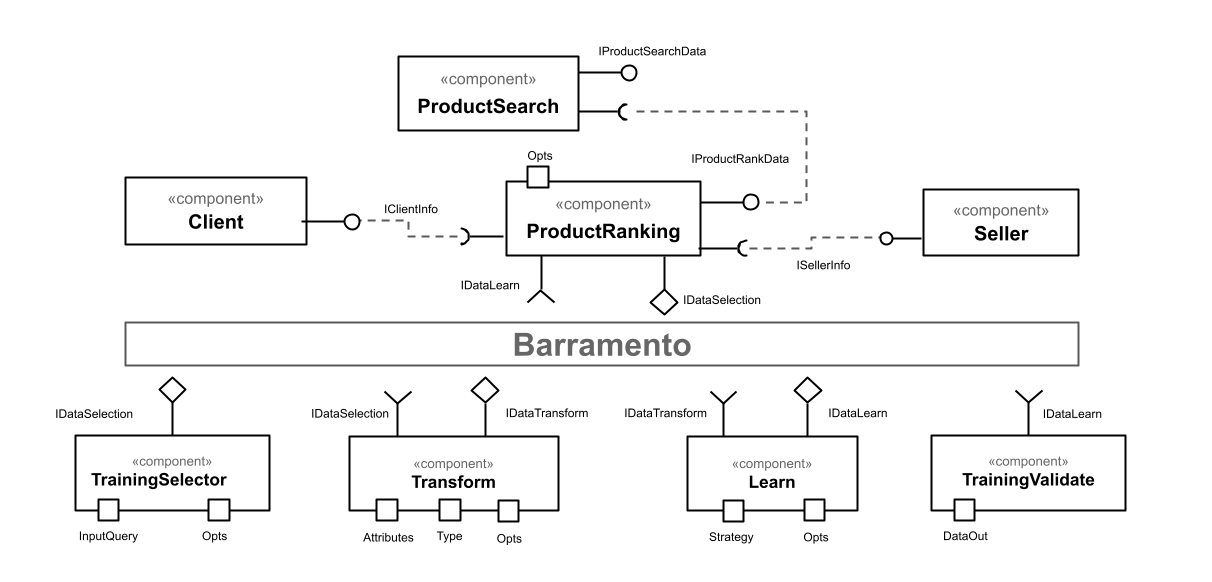 IProductSearchData
«component»
ProductSearch
Opts
IProductRankData
«component»
Client
IClientInfo
«component»
ProductRanking
«component»
Seller
ISellerInfo
IDataLearn
IDataSelection
Barramento
IDataSelection
IDataSelection
IDataTransform
IDataTransform
IDataLearn
IDataLearn
«component»
TrainingSelector
«component»
Transform
«component»
Learn
«component»
TrainingValidate
InputQuery
Opts
Attributes
Type
Opts
Strategy
Opts
DataOut